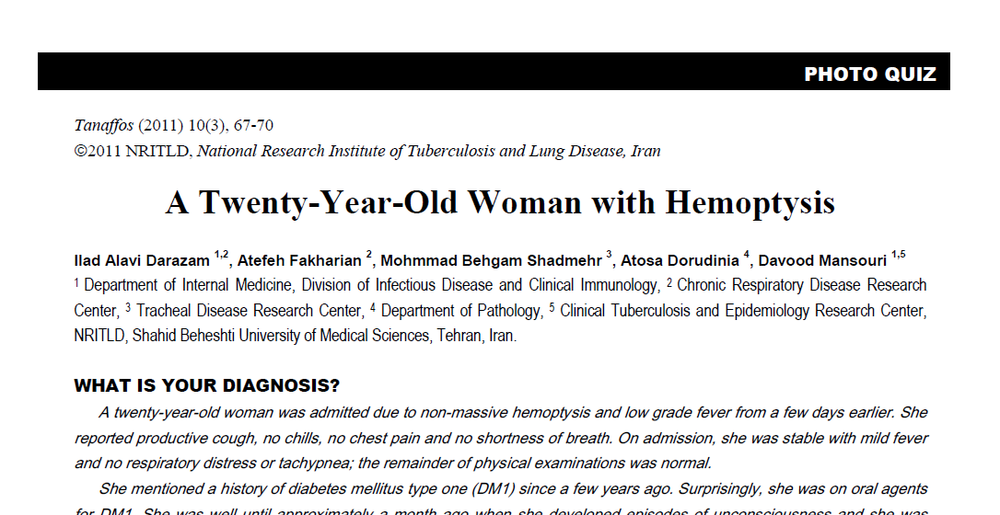 PHOTO QUIZ
Tanaffos (2011) 10(3), 67-70
©2011 NRITLD, National Research Institute of Tuberculosis and Lung Disease, Iran
A Twenty-Year-Old Woman with Hemoptysis
Ilad Alavi Darazam 1,2, Atefeh Fakharian 2, Mohmmad Behgam Shadmehr 3, Atosa Dorudinia 4, Davood Mansouri 1,5
1 Department of Internal Medicine, Division of Infectious Disease and Clinical Immunology, 2 Chronic Respiratory Disease Research
Center, 3 Tracheal Disease Research Center, 4 Department of Pathology, 5 Clinical Tuberculosis and Epidemiology Research Center,
NRITLD, Shahid Beheshti University of Medical Sciences, Tehran, Iran.
WHAT IS YOUR DIAGNOSIS?
A twenty-year-old woman was admitted due to non-massive hemoptysis and low grade fever from a few days earlier. She
reported productive cough, no chills, no chest pain and no shortness of breath. On admission, she was stable with mild fever
and no respiratory distress or tachypnea; the remainder of physical examinations was normal.
She mentioned a history of diabetes mellitus type one (DM1) since a few years ago. Surprisingly, she was on oral agents
for DM1. She was well until approximately a month ago when she developed episodes of unconsciousness and she was